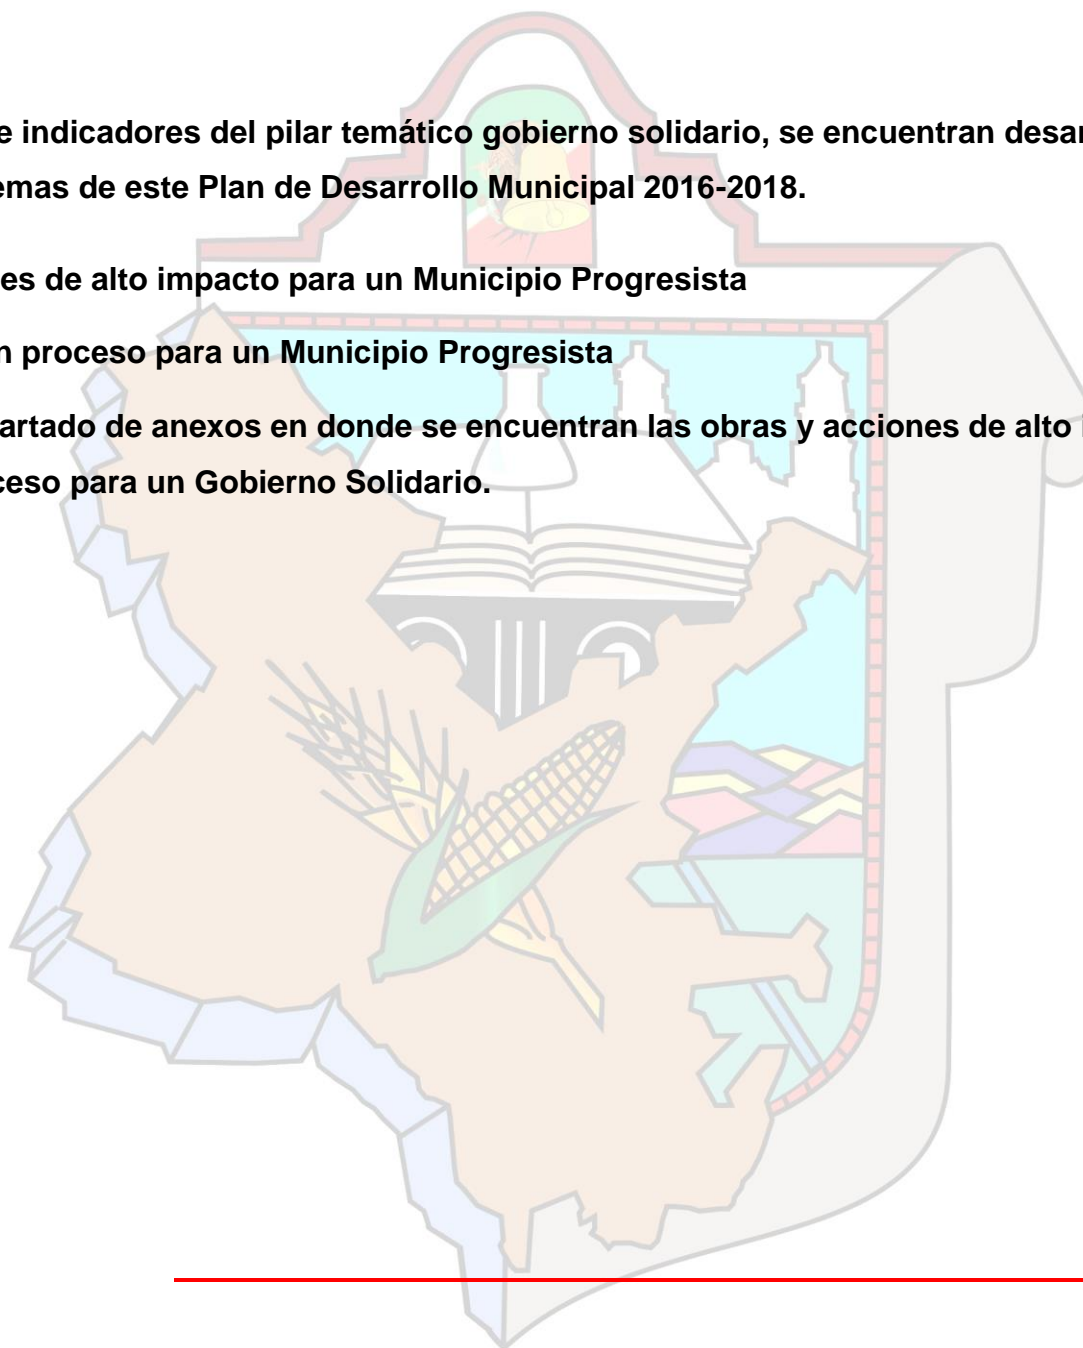 e indicadores del pilar temático gobierno solidario, se encuentran desar
emas de este Plan de Desarrollo Municipal 2016-2018.
es de alto impacto para un Municipio Progresista
n proceso para un Municipio Progresista
artado de anexos en donde se encuentran las obras y acciones de alto
ceso para un Gobierno Solidario.